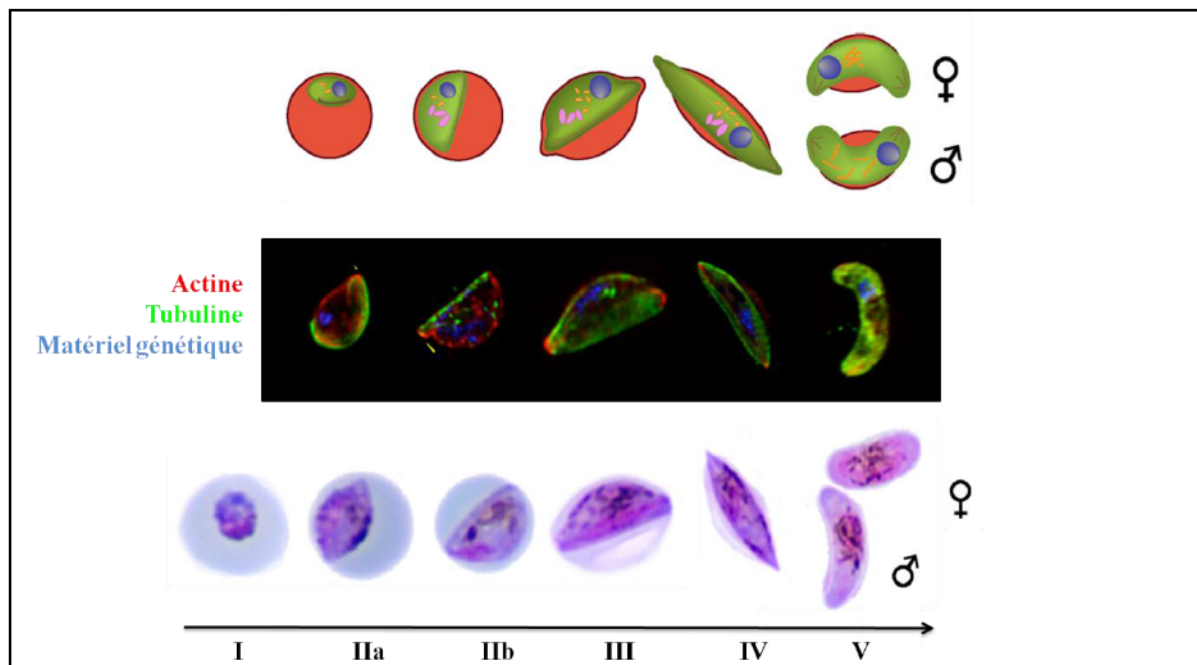 ♀
♂
Actine
Tubuline
Matériel génétique
♀
♂
I IIa IIb III IV V